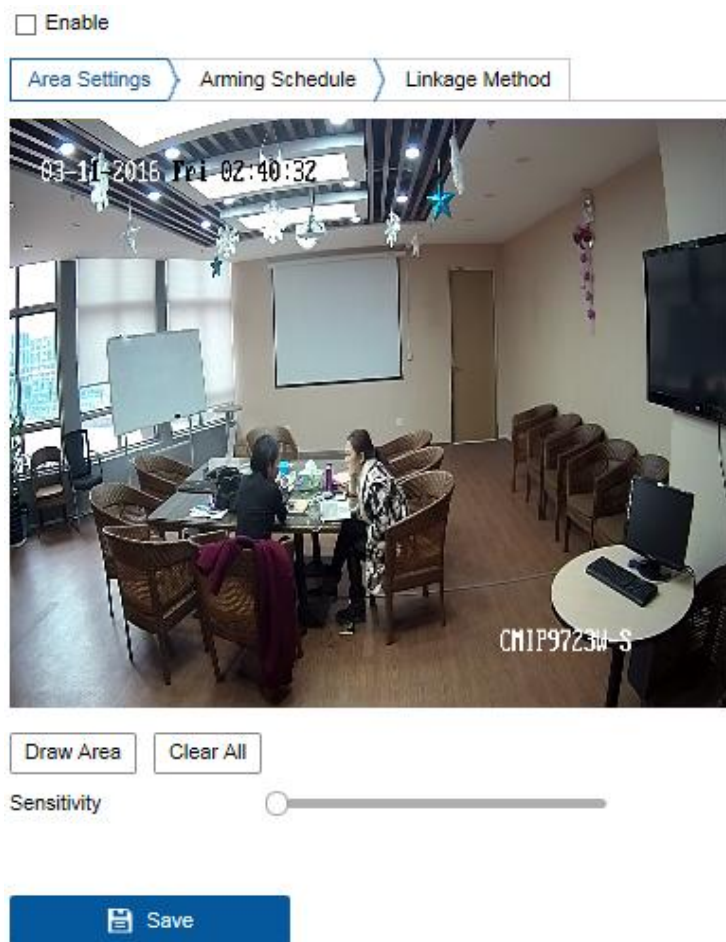 Enable
Area Settings Arming Schedule Linkage Method
03-11-2016 Fri 02:40:32
CMIP9723W-S
Draw Area Clear All
Sensitivity
Save